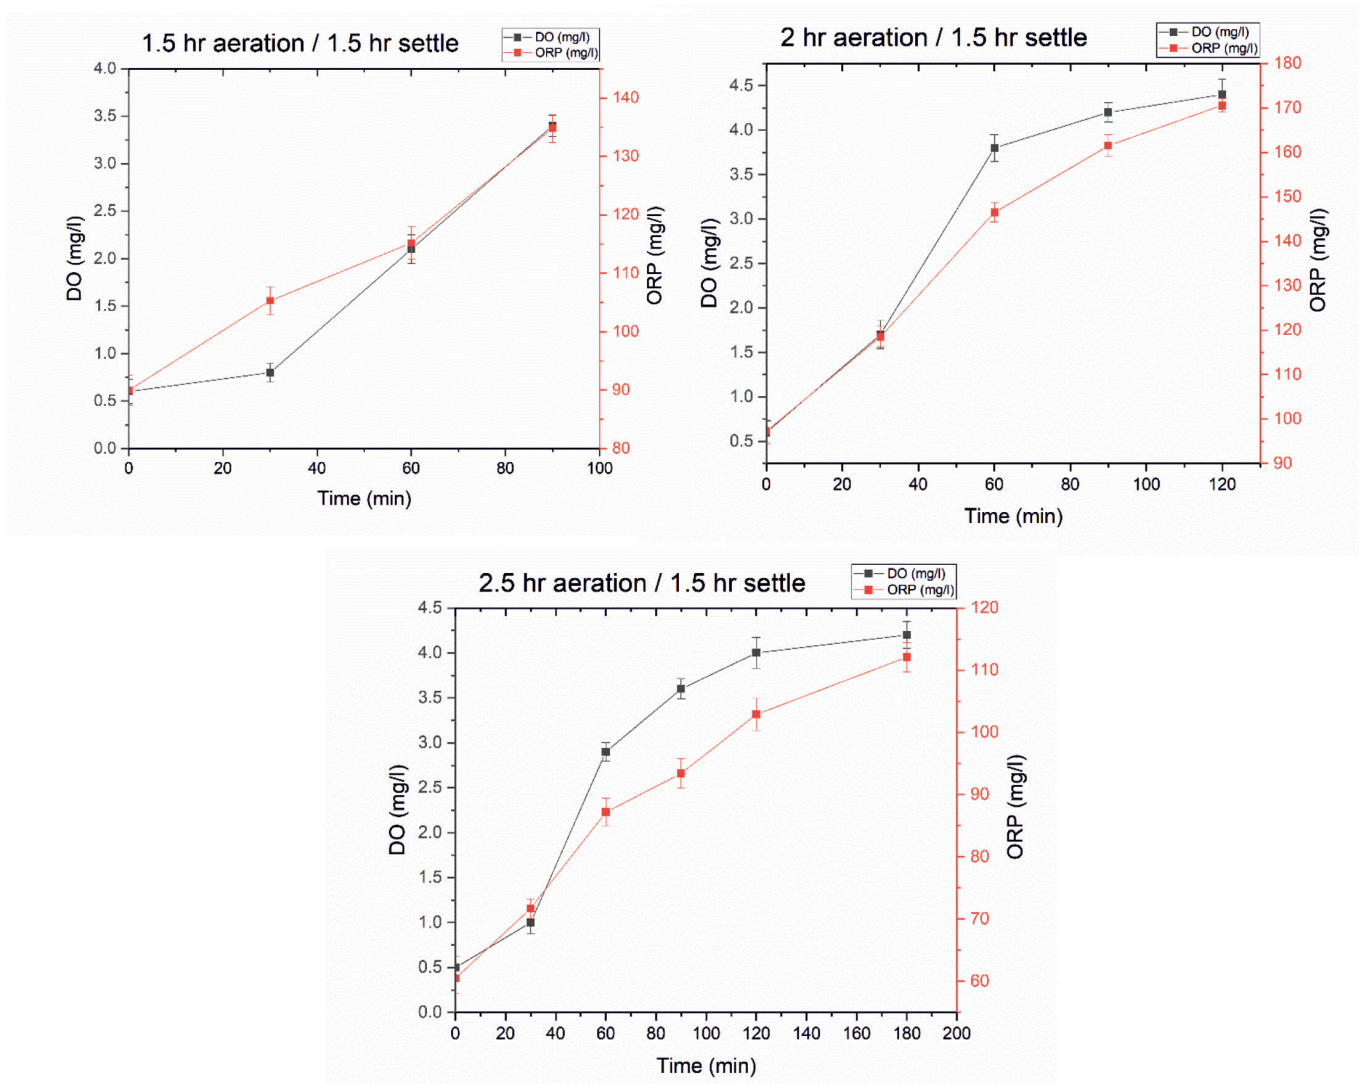 1.5 hr aeration / 1.5 hr settle
DO (mg/l)
ORP (mg/l)
4.0
3.5
3.0
2.5
2.0
1.5
1.0
0.5
0.0
DO (mg/l)
140
130
120
110
100
90
80
ORP (mg/l)
0 20 40 60 80 100
Time (min)
2 hr aeration / 1.5 hr settle
DO (mg/l)
ORP (mg/l)
4.5
4.0
3.5
3.0
2.5
2.0
1.5
1.0
0.5
DO (mg/l)
180
170
160
150
140
130
120
110
100
90
ORP (mg/l)
0 20 40 60 80 100 120
Time (min)
2.5 hr aeration / 1.5 hr settle
DO (mg/l)
ORP (mg/l)
4.5
4.0
3.5
3.0
2.5
2.0
1.5
1.0
0.5
0.0
DO (mg/l)
120
110
100
90
80
70
60
ORP (mg/l)
0 20 40 60 80 100 120 140 160 180 200
Time (min)